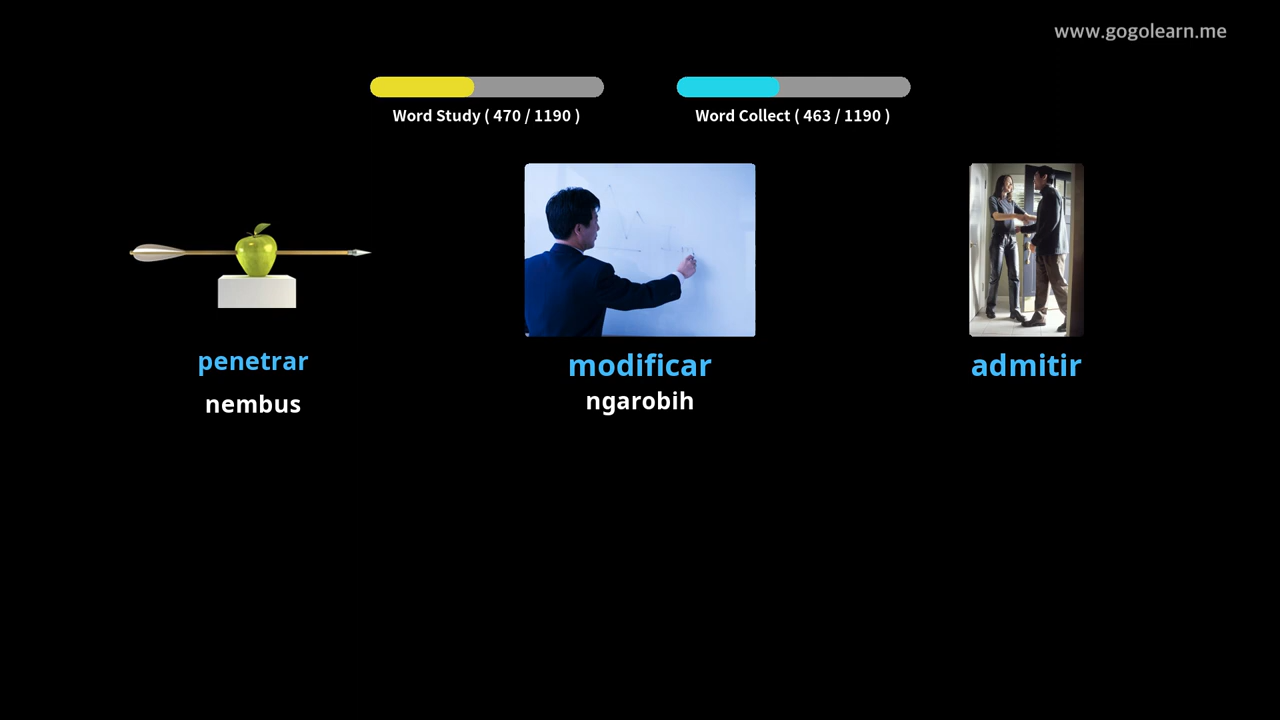 www.gogolearn.me
Word Study ( 470 / 1190 )
Word Collect ( 463 / 1190 )
penetrar
nembus
modificar
ngarobih
admitir